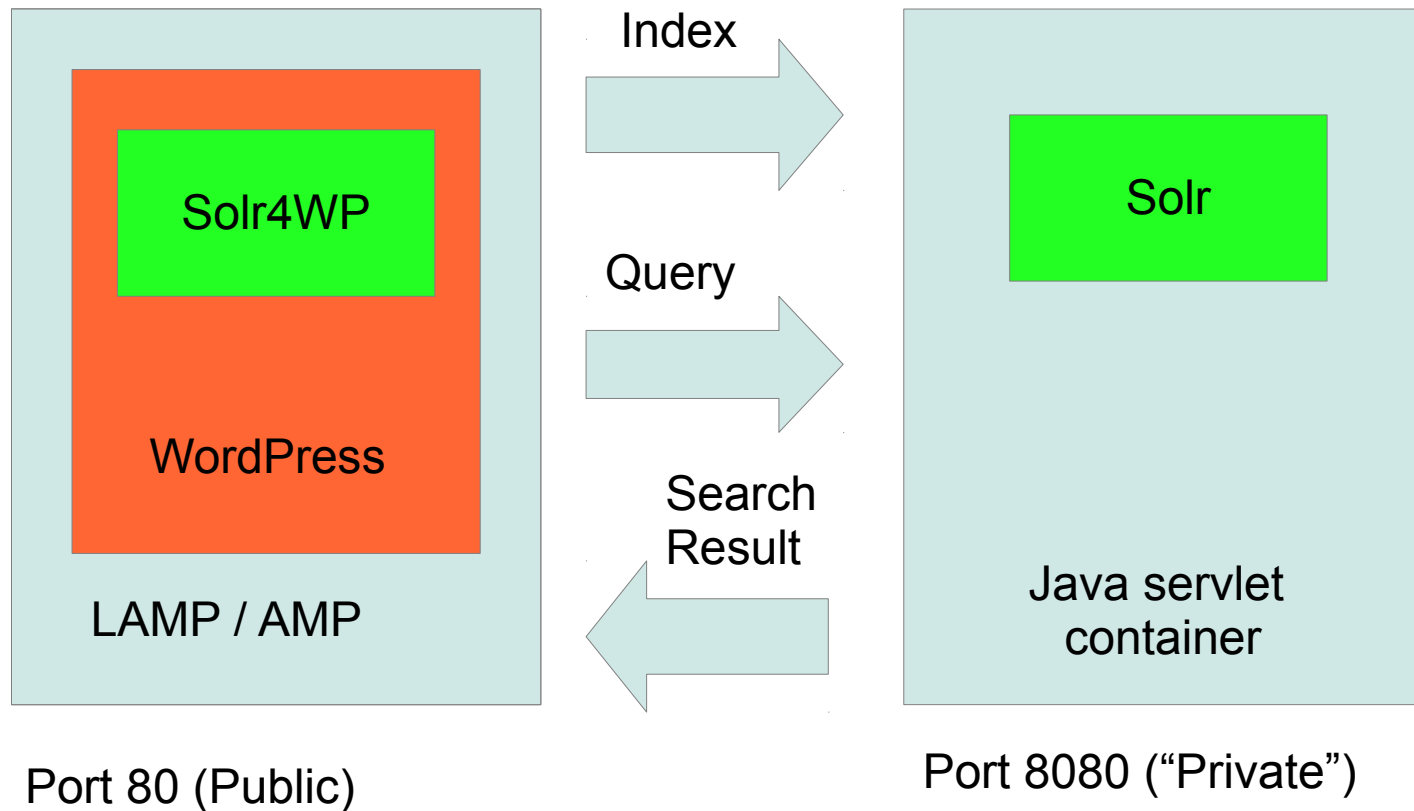 Index
Solr4WP
Solr
Query
WordPress
Search
Result
LAMP / AMP
Java servlet
container
Port 80 (Public)
Port 8080 (“Private”)